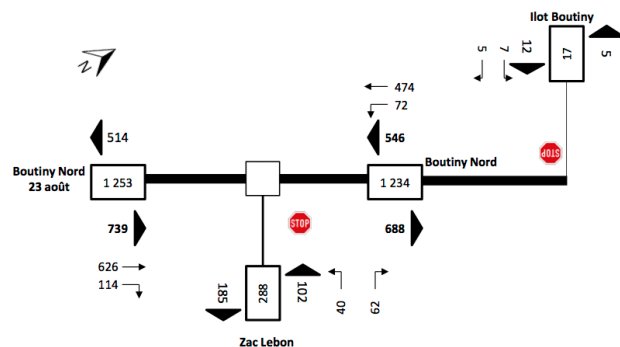 Ilot Boutiny
5
7
12
17
5
N
474
72
514
546
STOP
Boutiny Nord
23 août
1 253
1 234
Boutiny Nord
739
STOP
688
626
114
185
288
102
40
62
Zac Lebon